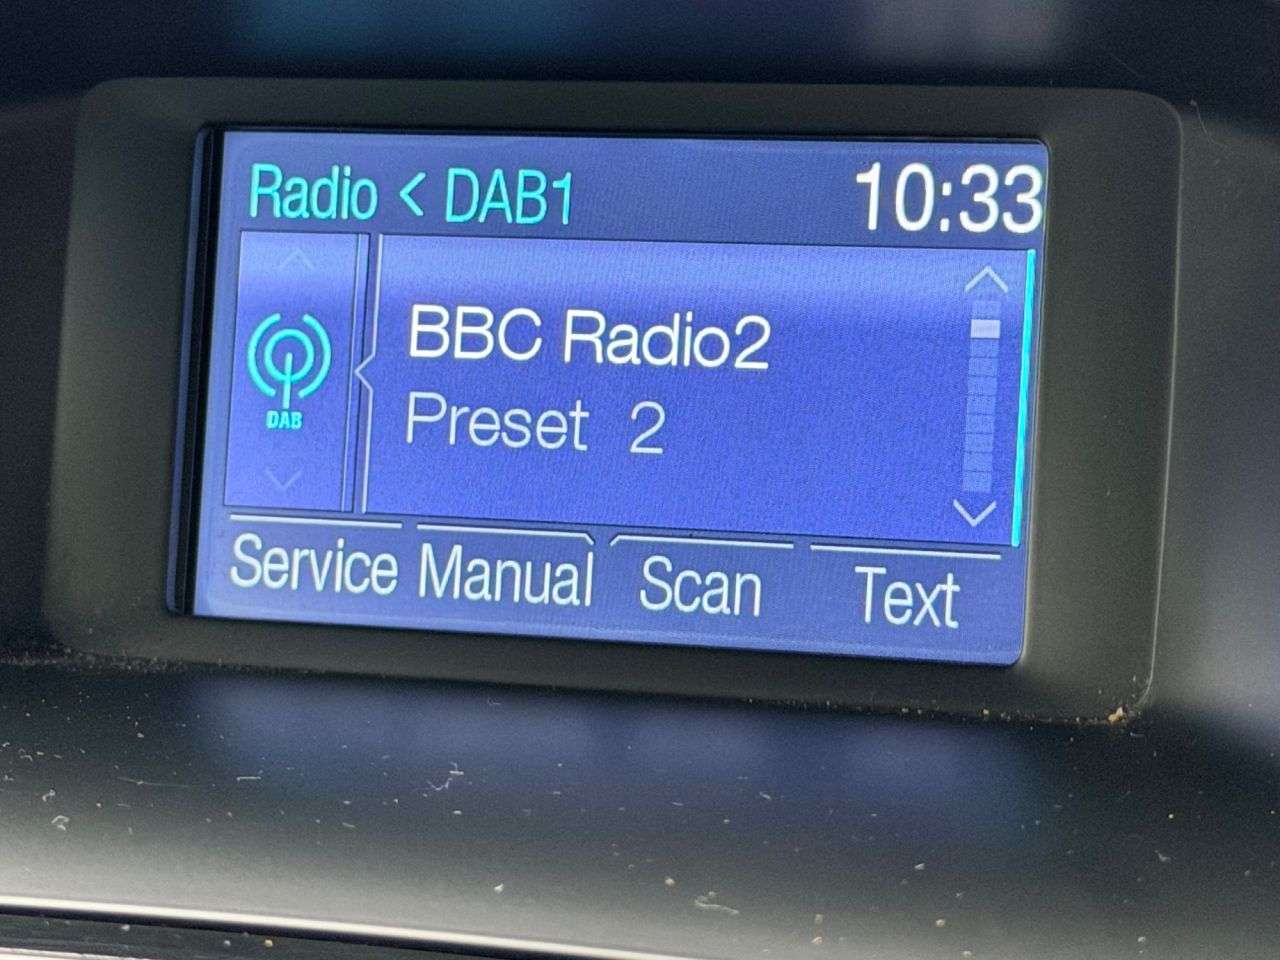 Radio < DAB1 10:33
BBC Radio2
DAB
Preset 2
Service Manual Scan Text